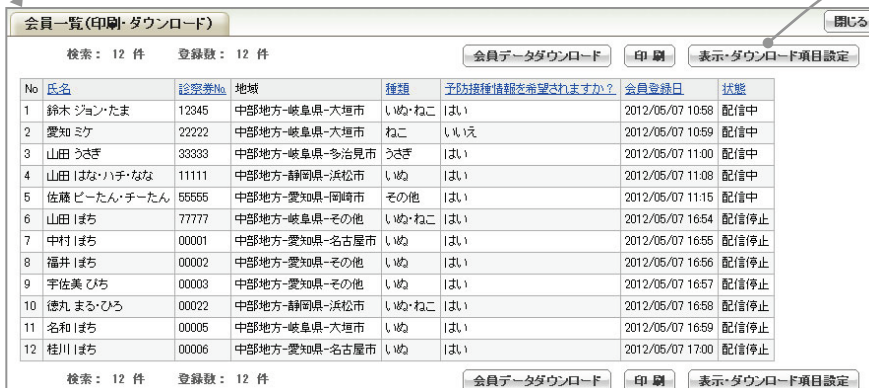 会員一覧(印刷・ダウンロード)
閉じる
検索： 12 件 登録数： 12 件 会員データダウンロード 印 刷 表示・ダウンロード項目設定
No 氏名 診察券No. 地域 種類 予防接種情報を希望されますか？ 会員登録日 状態
1 鈴木 ジョン・たま 12345 中部地方-岐阜県-大垣市 いぬ・ねこ はい 2012/05/07 10:58 配信中
2 愛知 ミケ 22222 中部地方-岐阜県-大垣市 ねこ いいえ 2012/05/07 10:59 配信中
3 山田 うさぎ 33333 中部地方-岐阜県-多治見市 うさぎ はい 2012/05/07 11:00 配信中
4 山田 はな・ハチ・なな 11111 中部地方-静岡県-浜松市 いぬ はい 2012/05/07 11:08 配信中
5 佐藤 ピーたん・チーたん 55555 中部地方-愛知県-岡崎市 その他 はい 2012/05/07 11:15 配信中
6 山田 ぽち 77777 中部地方-岐阜県-その他 いぬ・ねこ はい 2012/05/07 16:54 配信停止
7 中村 ぽち 00001 中部地方-愛知県-名古屋市 いぬ はい 2012/05/07 16:55 配信停止
8 福井 ぽち 00002 中部地方-愛知県-その他 いぬ はい 2012/05/07 16:56 配信停止
9 宇佐美 ぴち 00003 中部地方-愛知県-その他 いぬ はい 2012/05/07 16:57 配信停止
10 徳丸 まる・ひろ 00022 中部地方-静岡県-浜松市 いぬ・ねこ はい 2012/05/07 16:58 配信停止
11 名和 ぽち 00005 中部地方-岐阜県-大垣市 いぬ はい 2012/05/07 16:59 配信停止
12 桂川 ぽち 00006 中部地方-愛知県-名古屋市 いぬ はい 2012/05/07 17:00 配信停止
検索： 12 件 登録数： 12 件 会員データダウンロード 印 刷 表示・ダウンロード項目設定